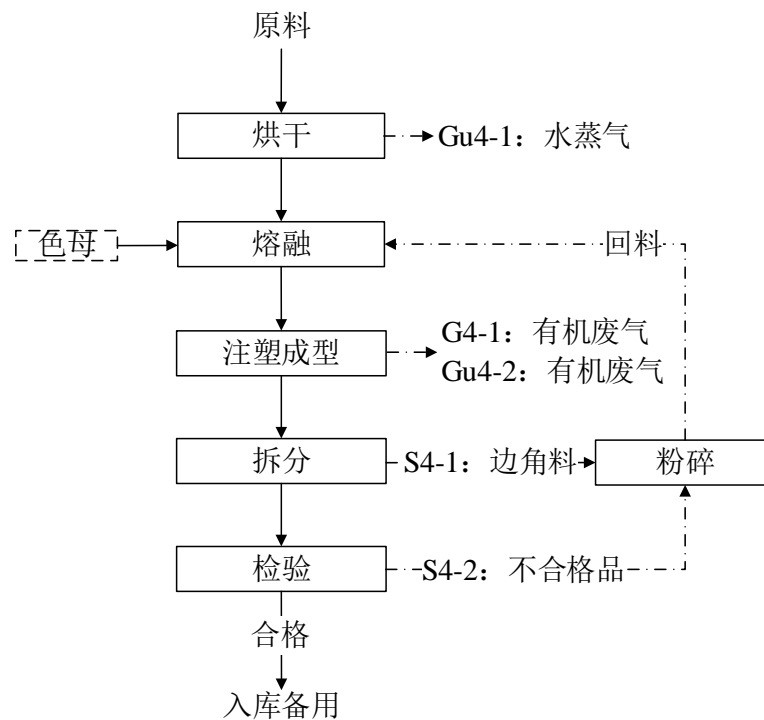 原料
烘干
Gu4-1：水蒸气
色母
熔融
回料
注塑成型
G4-1：有机废气
Gu4-2：有机废气
拆分
S4-1：边角料
粉碎
检验
S4-2：不合格品
合格
入库备用